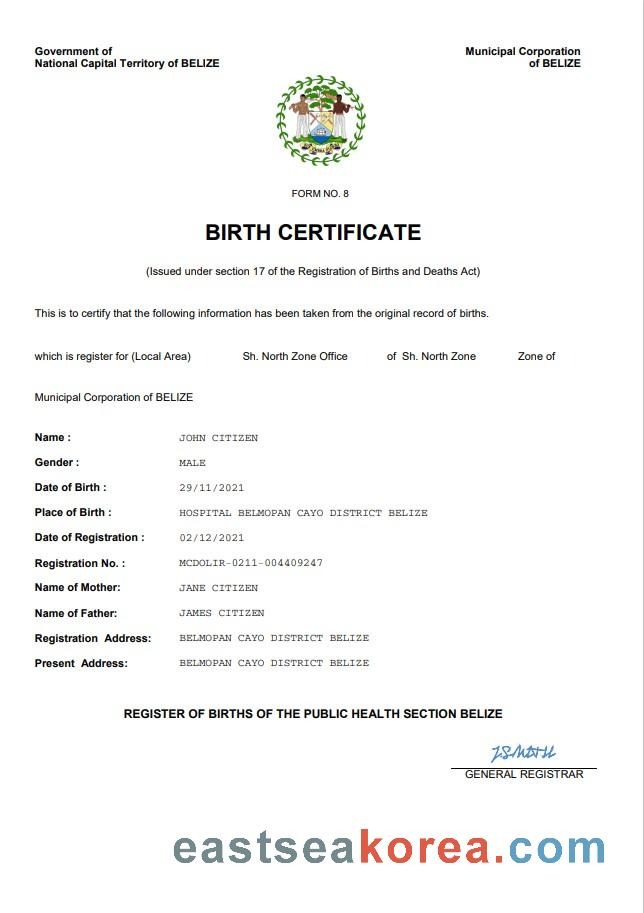 Government of
National Capital Territory of BELIZE
Municipal Corporation
of BELIZE
FORM NO. 8
BIRTH CERTIFICATE
(Issued under section 17 of the Registration of Births and Deaths Act)
This is to certify that the following information has been taken from the original record of births.
which is register for (Local Area) Sh. North Zone Office of Sh. North Zone Zone of
Municipal Corporation of BELIZE
Name : JOHN CITIZEN
Gender : MALE
Date of Birth : 29/11/2021
Place of Birth : HOSPITAL BELMOPAN CAYO DISTRICT BELIZE
Date of Registration : 02/12/2021
Registration No. : MCDOLIR-0211-004409247
Name of Mother: JANE CITIZEN
Name of Father: JAMES CITIZEN
Registration Address: BELMOPAN CAYO DISTRICT BELIZE
Present Address: BELMOPAN CAYO DISTRICT BELIZE
REGISTER OF BIRTHS OF THE PUBLIC HEALTH SECTION BELIZE
GENERAL REGISTRAR
eastseakorea.com